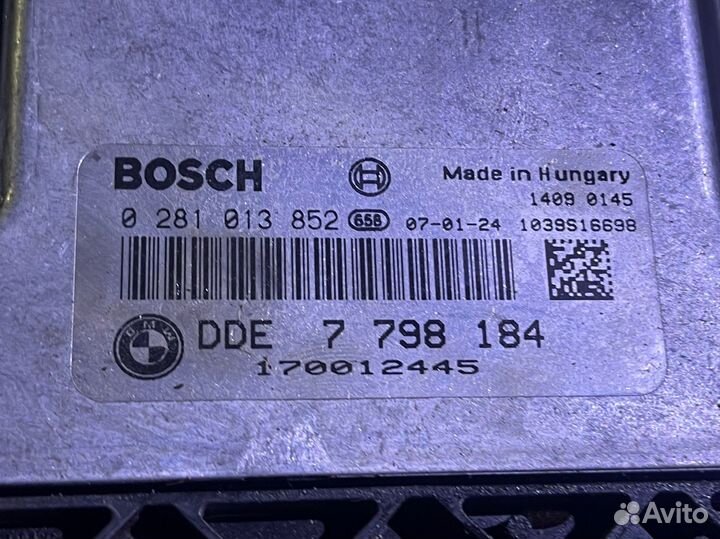 BOSCH Made in Hungary
1409 0145
0 281 013 852 658 07-01-24 1039S16698
BMW DDE 7 798 184
170012445
Avito